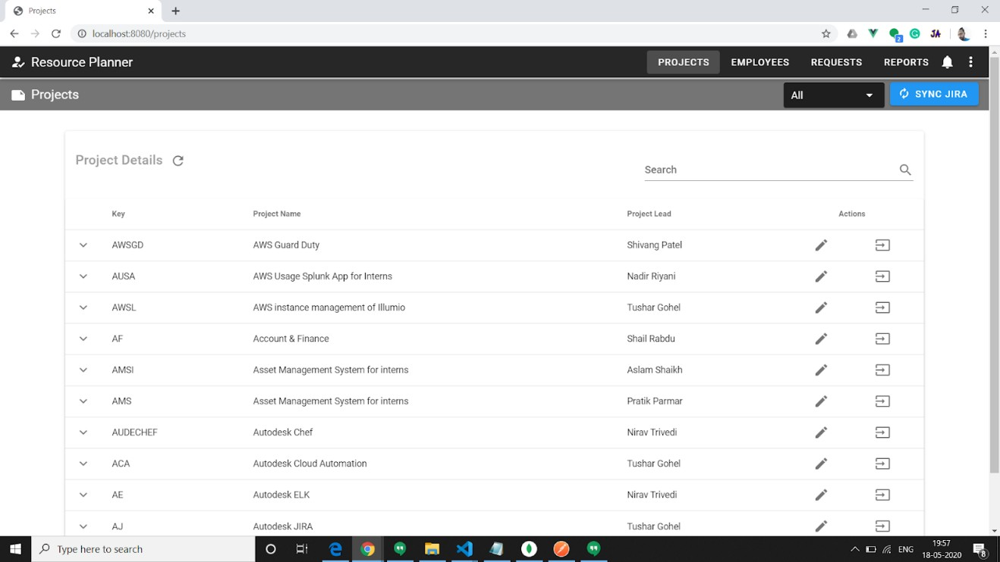 Projects
localhost:8080/projects
2
JA
Resource Planner
PROJECTS EMPLOYEES REQUESTS REPORTS
Projects
All
SYNC JIRA
Project Details
Search
Key Project Name Project Lead Actions
AWSGD AWS Guard Duty Shivang Patel
AUSA AWS Usage Splunk App for Interns Nadir Riyani
AWSL AWS instance management of Illumio Tushar Gohel
AF Account & Finance Shail Rabdu
AMSI Asset Management System for interns Aslam Shaikh
AMS Asset Management System for interns Pratik Parmar
AUDECHEF Autodesk Chef Nirav Trivedi
ACA Autodesk Cloud Automation Tushar Gohel
AE Autodesk ELK Nirav Trivedi
AJ Autodesk JIRA Tushar Gohel
Type here to search
ENG
19:57
18-05-2020
8